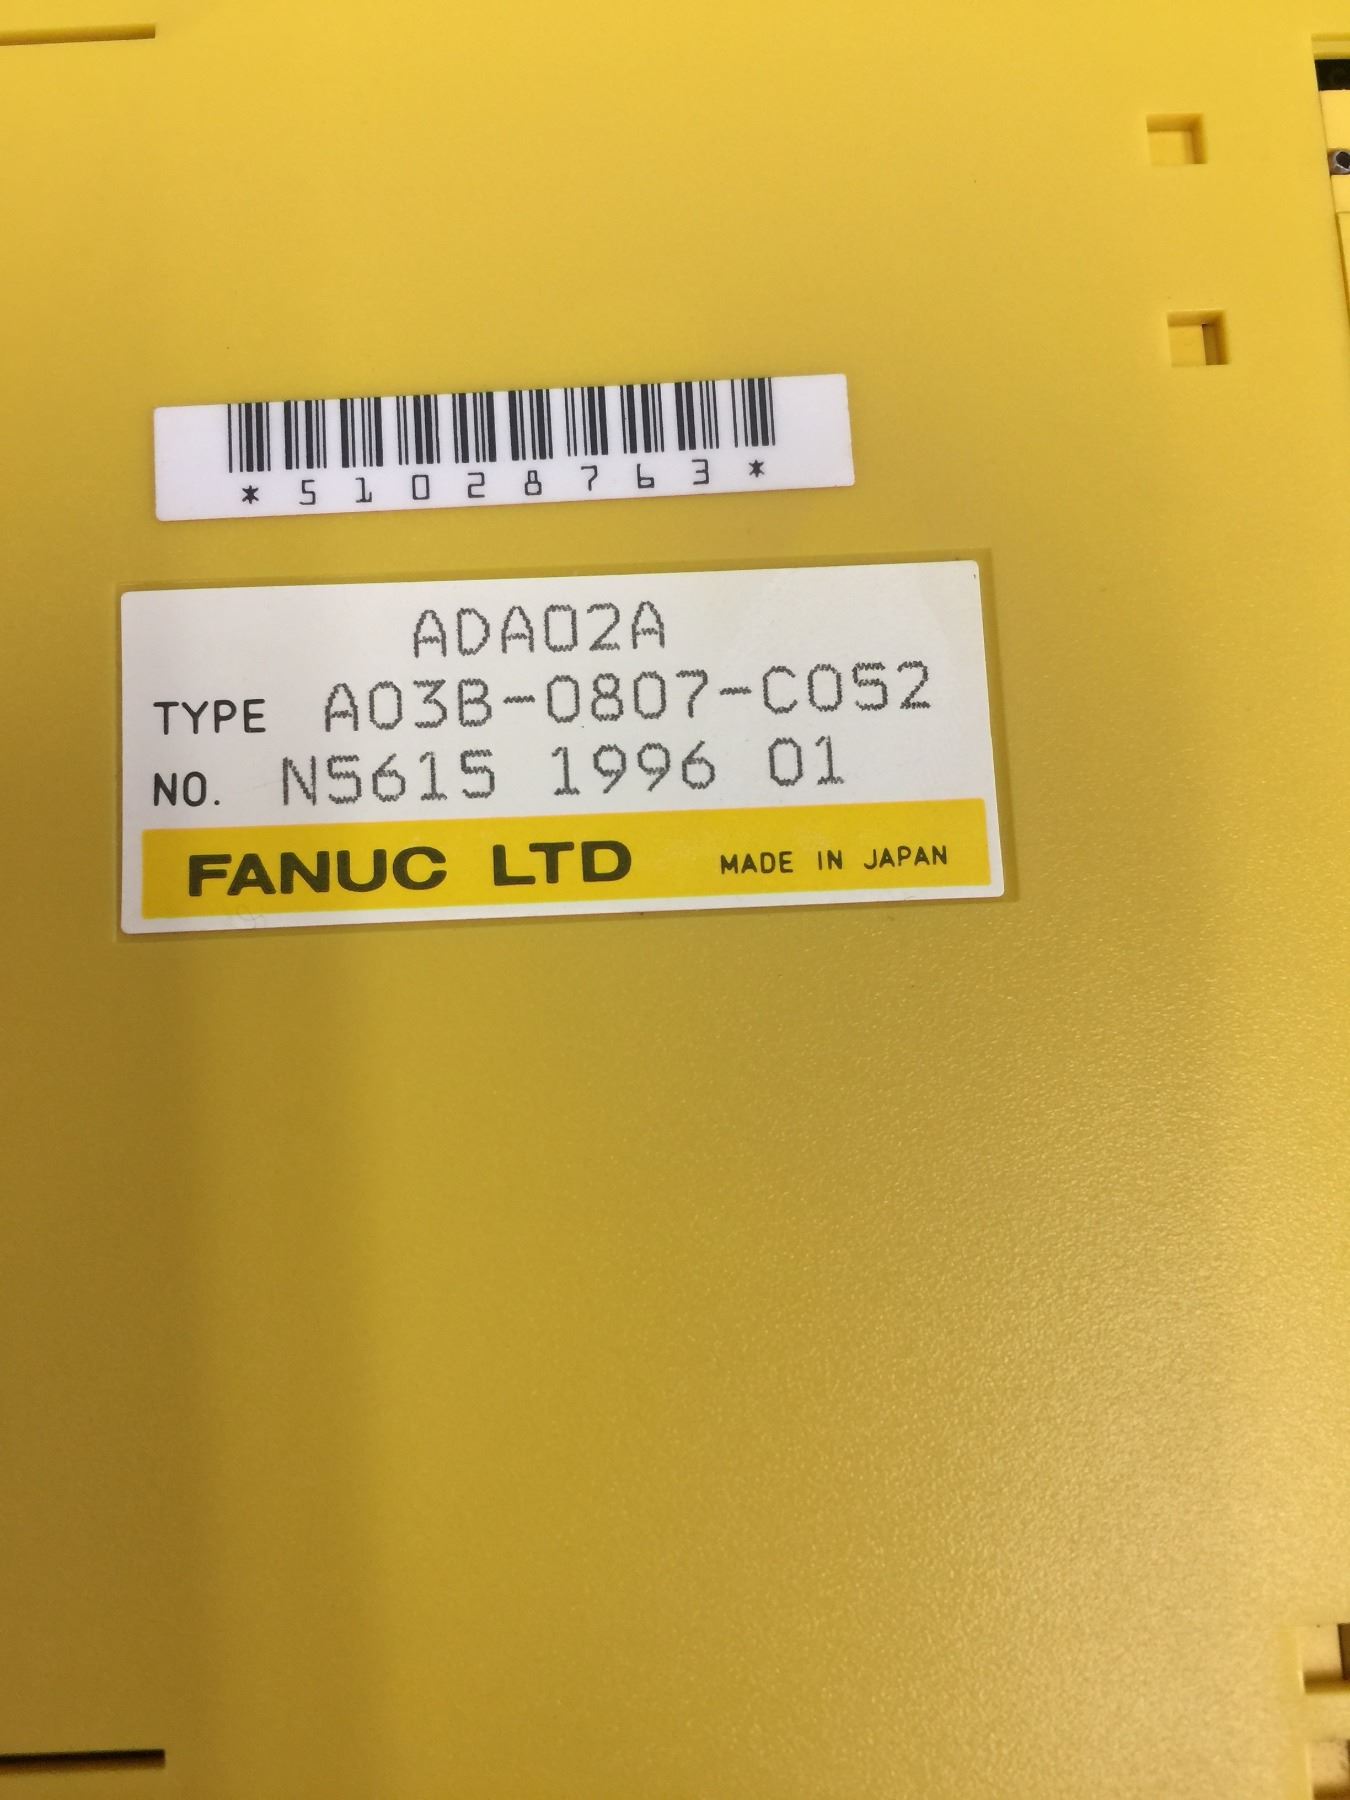 *51028763*
ADA02A
TYPE A03B-0807-C052
NO. N5615 1996 01
FANUC LTD MADE IN JAPAN